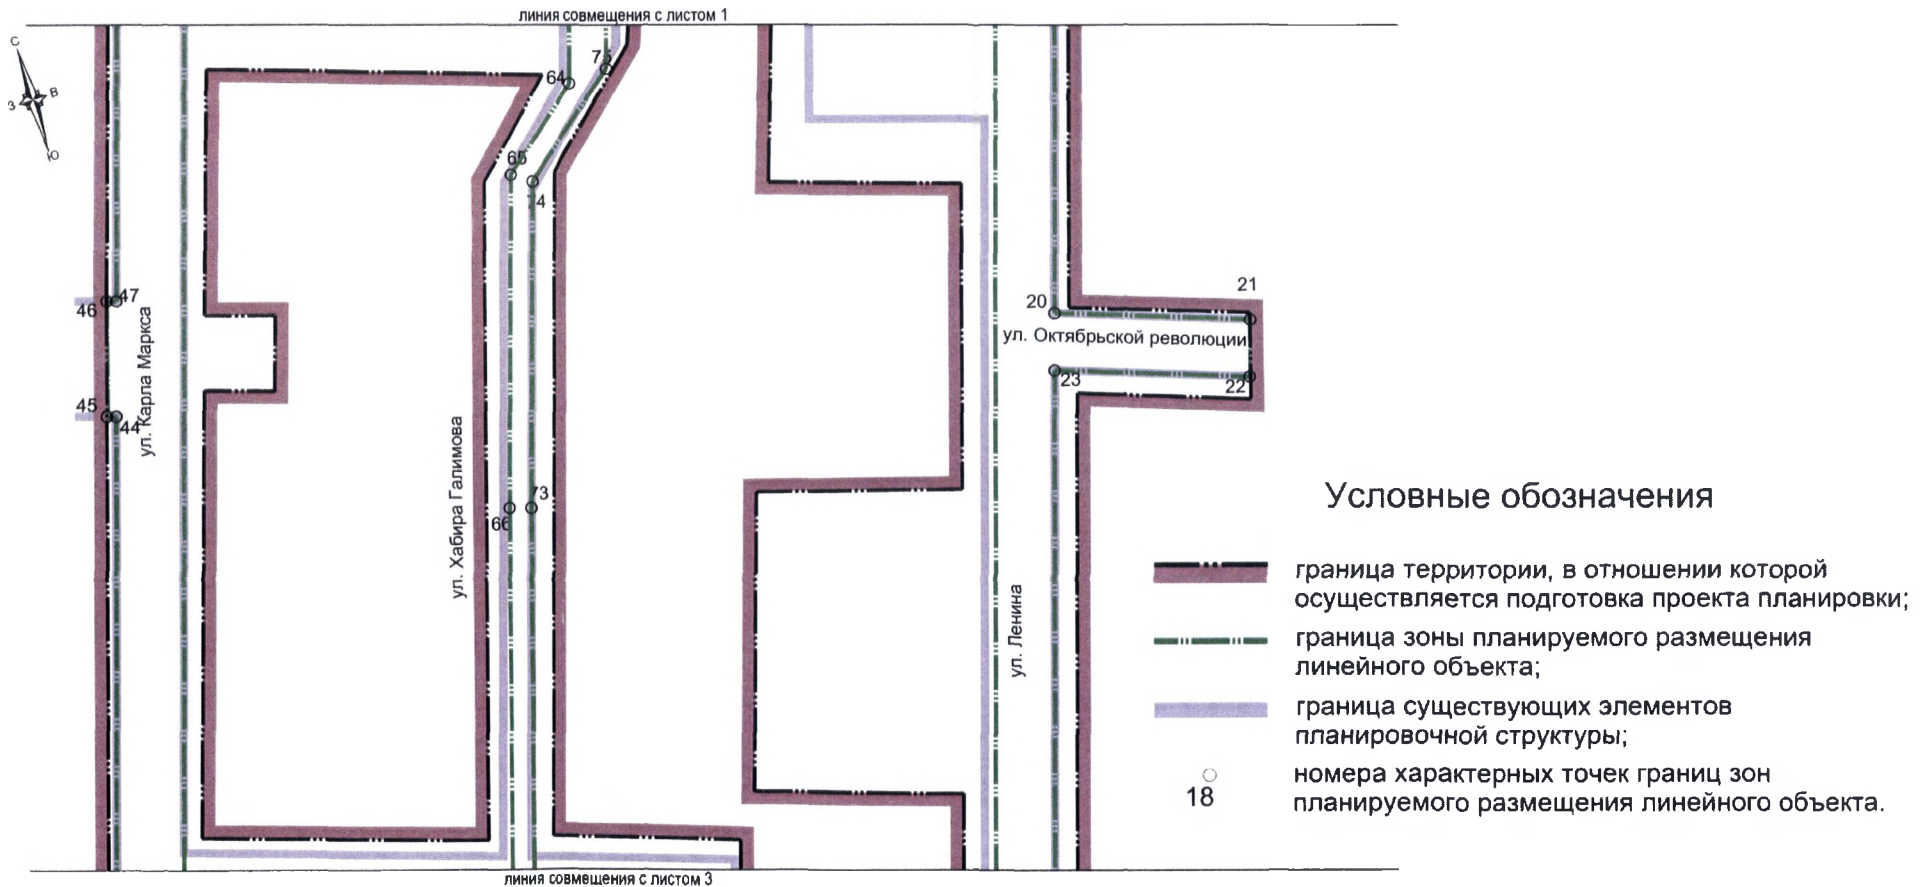 линия совмещения с листом 1
С
В
З
Ю
75
64
65
74
47
46
21
20
ул. Октябрьской революции
ул. Карла Маркса
23
22
45
44
ул. Хабира Галимова
73
66
ул. Ленина
Условные обозначения
граница территории, в отношении которой
осуществляется подготовка проекта планировки;
граница зоны планируемого размещения
линейного объекта;
граница существующих элементов
планировочной структуры;
18
номера характерных точек границ зон
планируемого размещения линейного объекта.
линия совмещения с листом 3